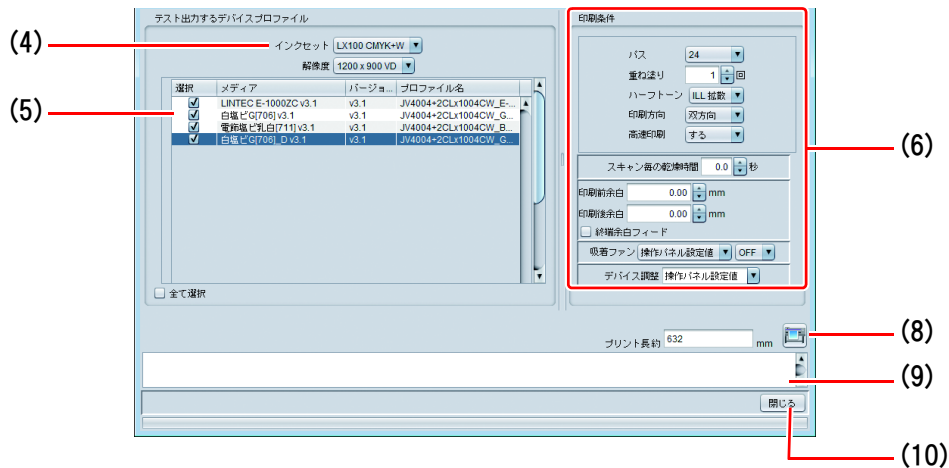 テスト出力するデバイスプロファイル
(4)
インクセット LX100 CMYK+W
解像度 1200 x 900 VD
(5)
選択 メディア バージョ... プロファイル名
LINTEC E-1000ZC v3.1 v3.1 JV4004+2CLx1004CW_E-...
白塩ビG[706] v3.1 v3.1 JV4004+2CLx1004CW_G...
電飾塩ビ乳白[711] v3.1 v3.1 JV4004+2CLx1004CW_B...
白塩ビG[706]_D v3.1 v3.1 JV4004+2CLx1004CW_G...
全て選択
印刷条件
パス 24
重ね塗り 1 回
ハーフトーン ILL 拡散
印刷方向 双方向
高速印刷 する
(6)
スキャン毎の乾燥時間 0.0 秒
印刷前余白 0.00 mm
印刷後余白 0.00 mm
終端余白フィード
吸着ファン 操作パネル設定値 OFF
デバイス調整 操作パネル設定値
プリント長約 632 mm
(8)
(9)
閉じる
(10)